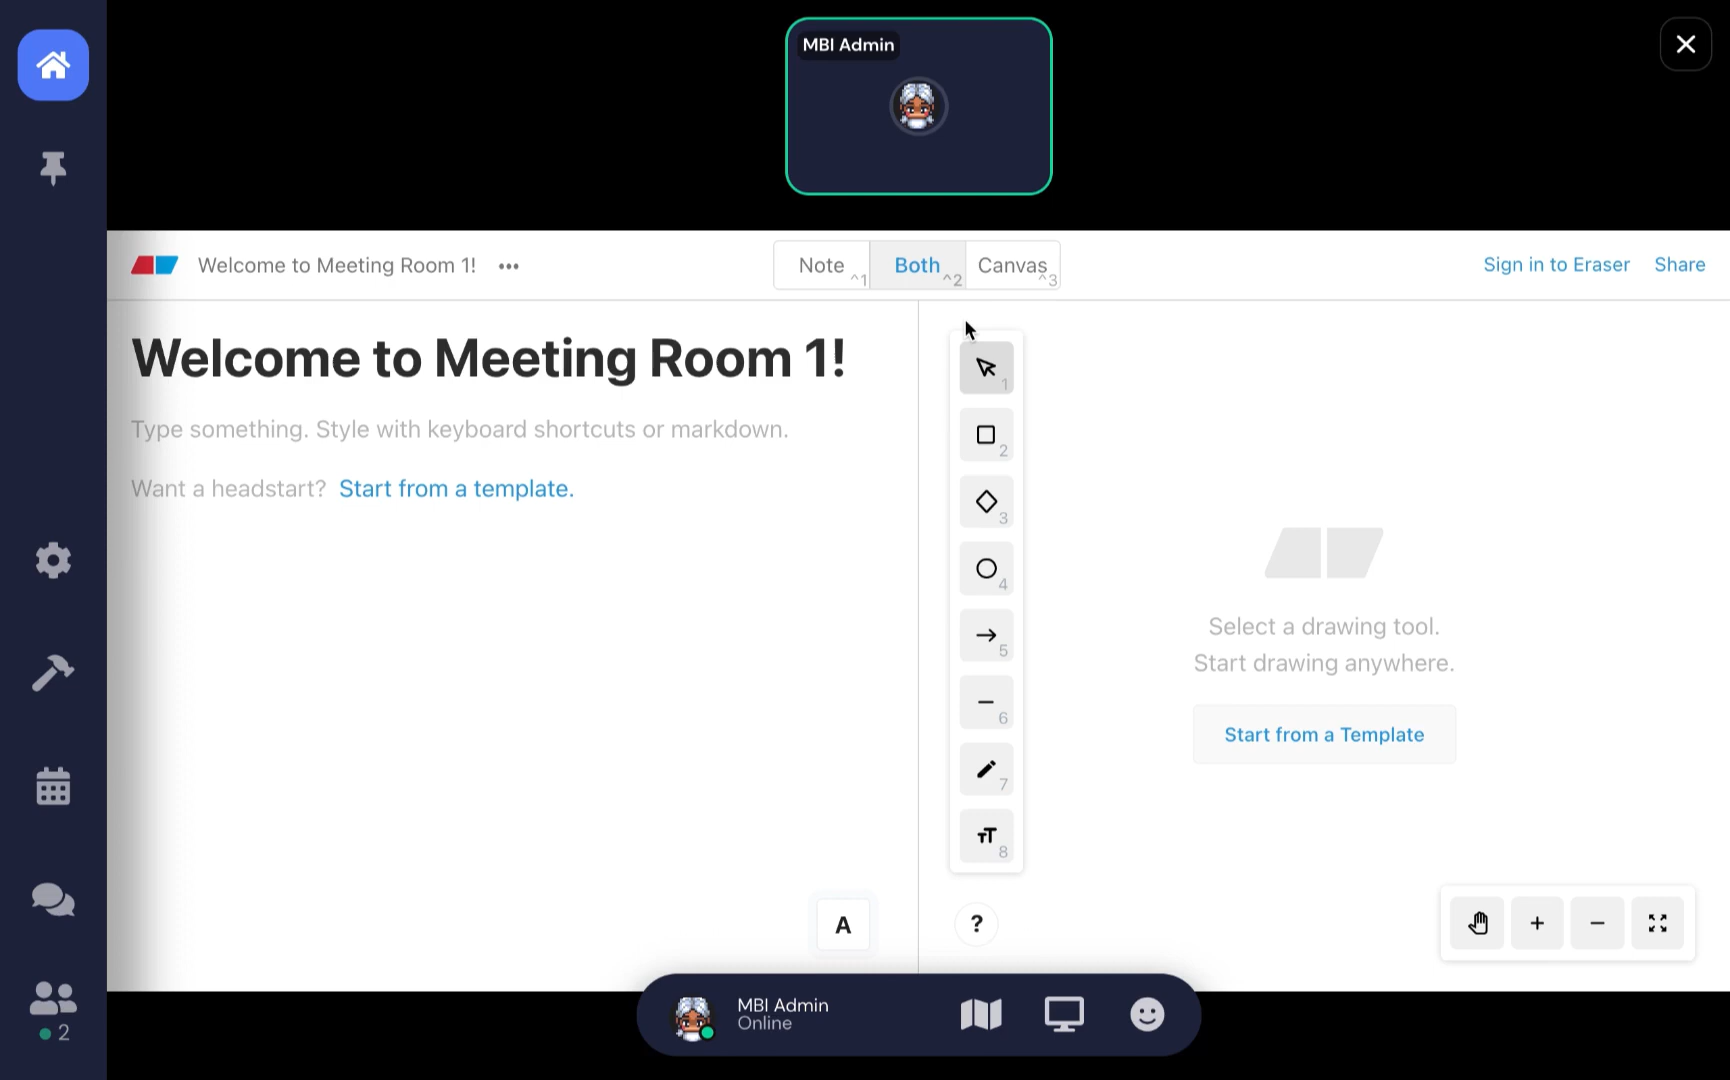 MBI Admin
Welcome to Meeting Room 1! •••
Note ^1
Both ^2
Canvas ^3
Sign in to Eraser
Share
Welcome to Meeting Room 1!
Type something. Style with keyboard shortcuts or markdown.
Want a headstart? Start from a template.
1
2
3
4
5
6
7
TT 8
Select a drawing tool.
Start drawing anywhere.
Start from a Template
A
?
+
−
MBI Admin
Online
2